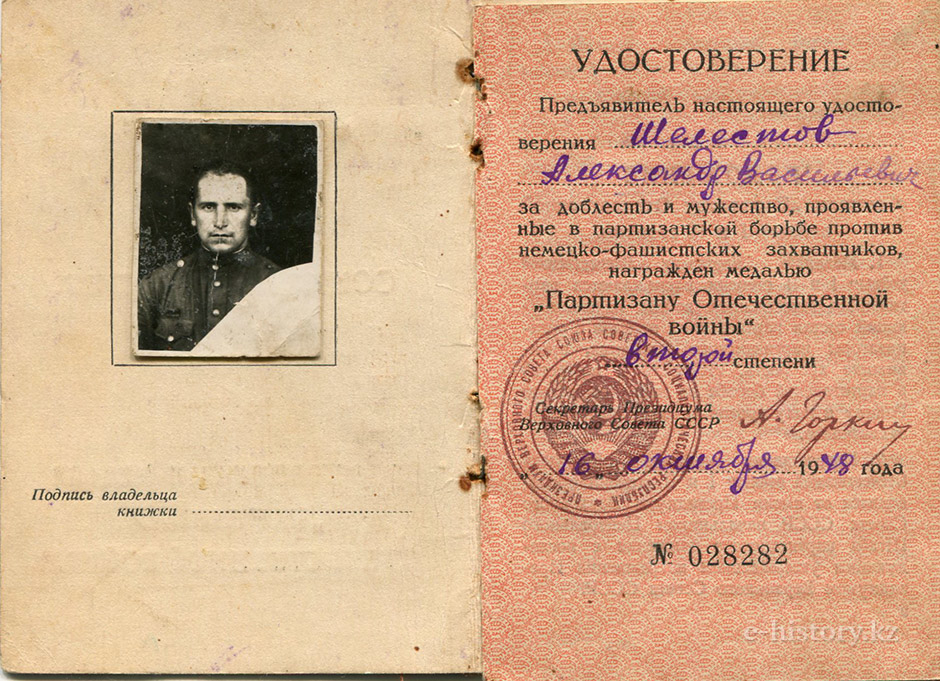 Подпись владельца
книжки
УДОСТОВЕРЕНИЕ
Предъявитель настоящего удосто-
верения Шелестов
Александр Васильевич
за доблесть и мужество, проявлен-
ные в партизанской борьбе против
немецко-фашистских захватчиков,
награжден медалью
„Партизану Отечественной
войны“
второй степени
Секретарь Президиума
Верховного Совета СССР А. Горкин
„16„ октября 1948 года
№ 028282
e-history.kz